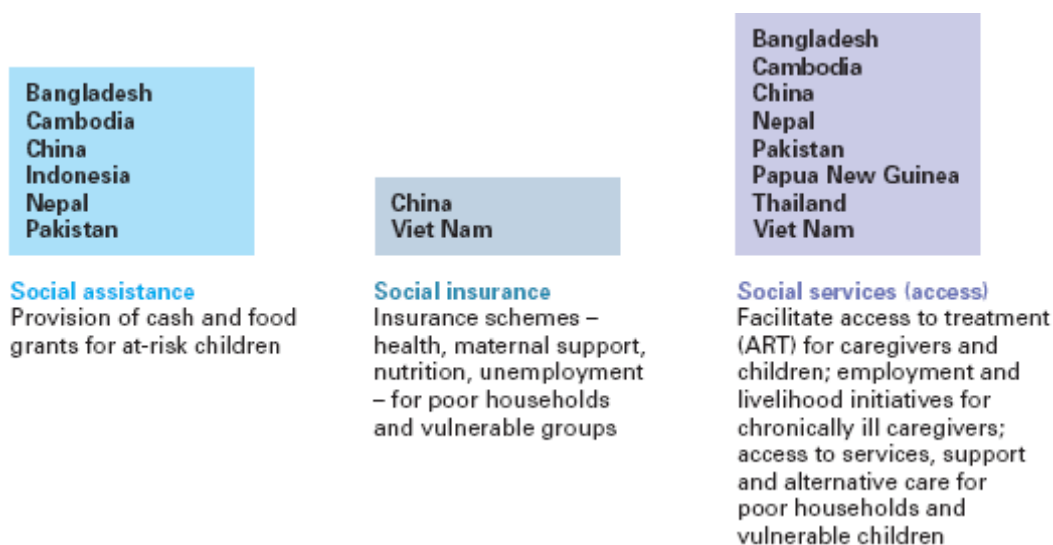 Bangladesh
Cambodia
China
Indonesia
Nepal
Pakistan
Social assistance
Provision of cash and food
grants for at-risk children
China
Viet Nam
Social insurance
Insurance schemes –
health, maternal support,
nutrition, unemployment
– for poor households
and vulnerable groups
Bangladesh
Cambodia
China
Nepal
Pakistan
Papua New Guinea
Thailand
Viet Nam
Social services (access)
Facilitate access to treatment
(ART) for caregivers and
children; employment and
livelihood initiatives for
chronically ill caregivers;
access to services, support
and alternative care for
poor households and
vulnerable children